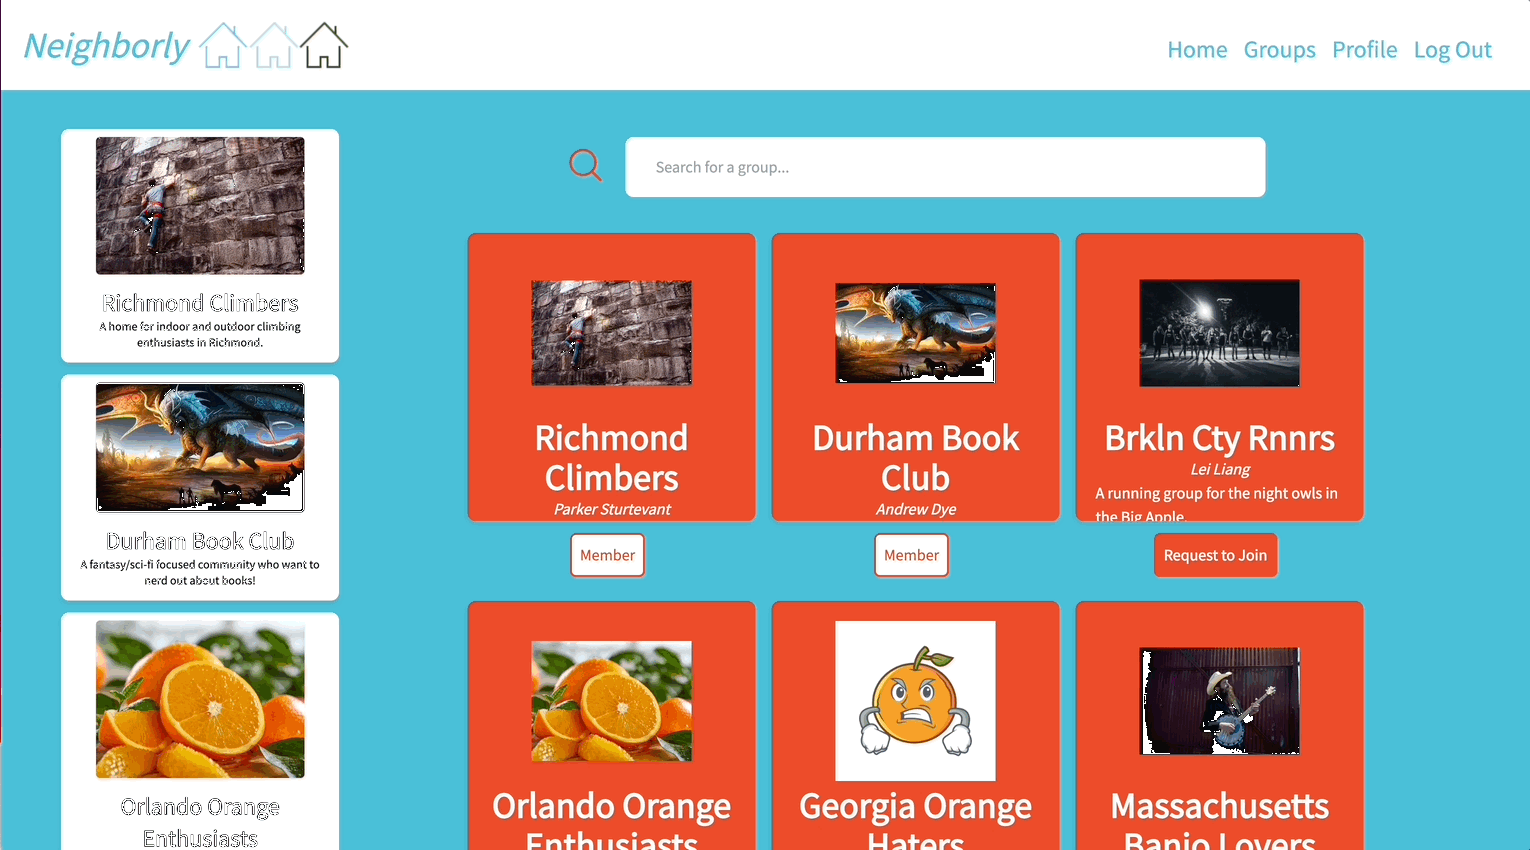 Neighborly
Home Groups Profile Log Out
Richmond Climbers
A home for indoor and outdoor climbing
enthusiasts in Richmond.
Durham Book Club
A fantasy/sci-fi focused community who want to
nerd out about books!
Orlando Orange
Enthusiasts
Search for a group...
Richmond
Climbers
Parker Sturtevant
Member
Durham Book
Club
Andrew Dye
Member
Brkln Cty Rnnrs
Lei Liang
A running group for the night owls in
the Big Apple.
Request to Join
Orlando Orange
Enthusiasts
Georgia Orange
Haters
Massachusetts
Banjo Lovers